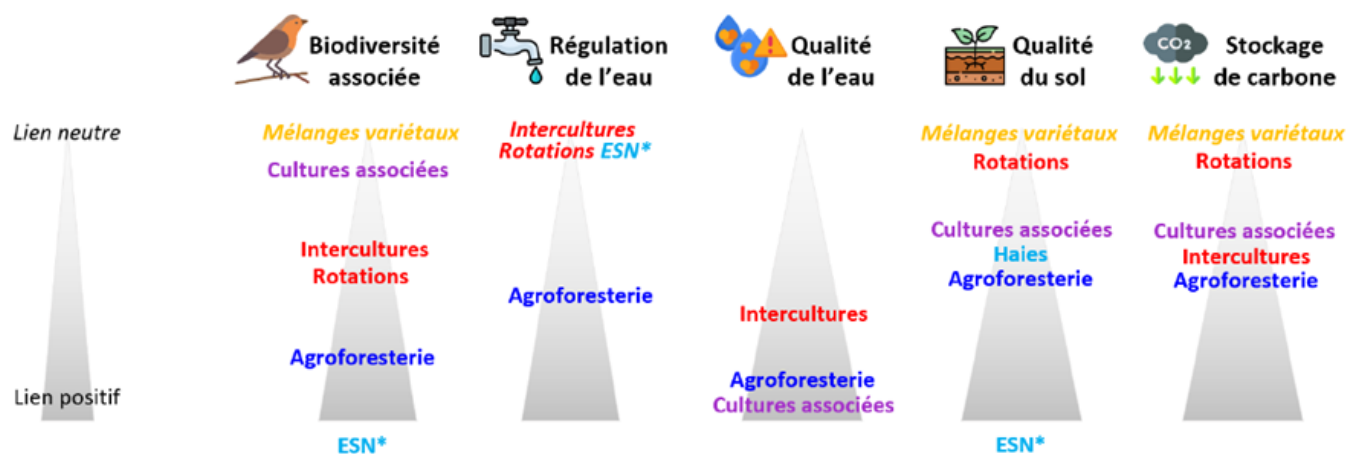 Biodiversité
associée
Régulation
de l'eau
Qualité
de l'eau
Qualité
du sol
CO2
Stockage
de carbone
Lien neutre
Mélanges variétaux
Cultures associées
Intercultures
Rotations
Agroforesterie
ESN*
Intercultures
Rotations ESN*
Agroforesterie
Intercultures
Agroforesterie
Cultures associées
Mélanges variétaux
Rotations
Cultures associées
Haies
Agroforesterie
ESN*
Mélanges variétaux
Rotations
Cultures associées
Intercultures
Agroforesterie
Lien positif